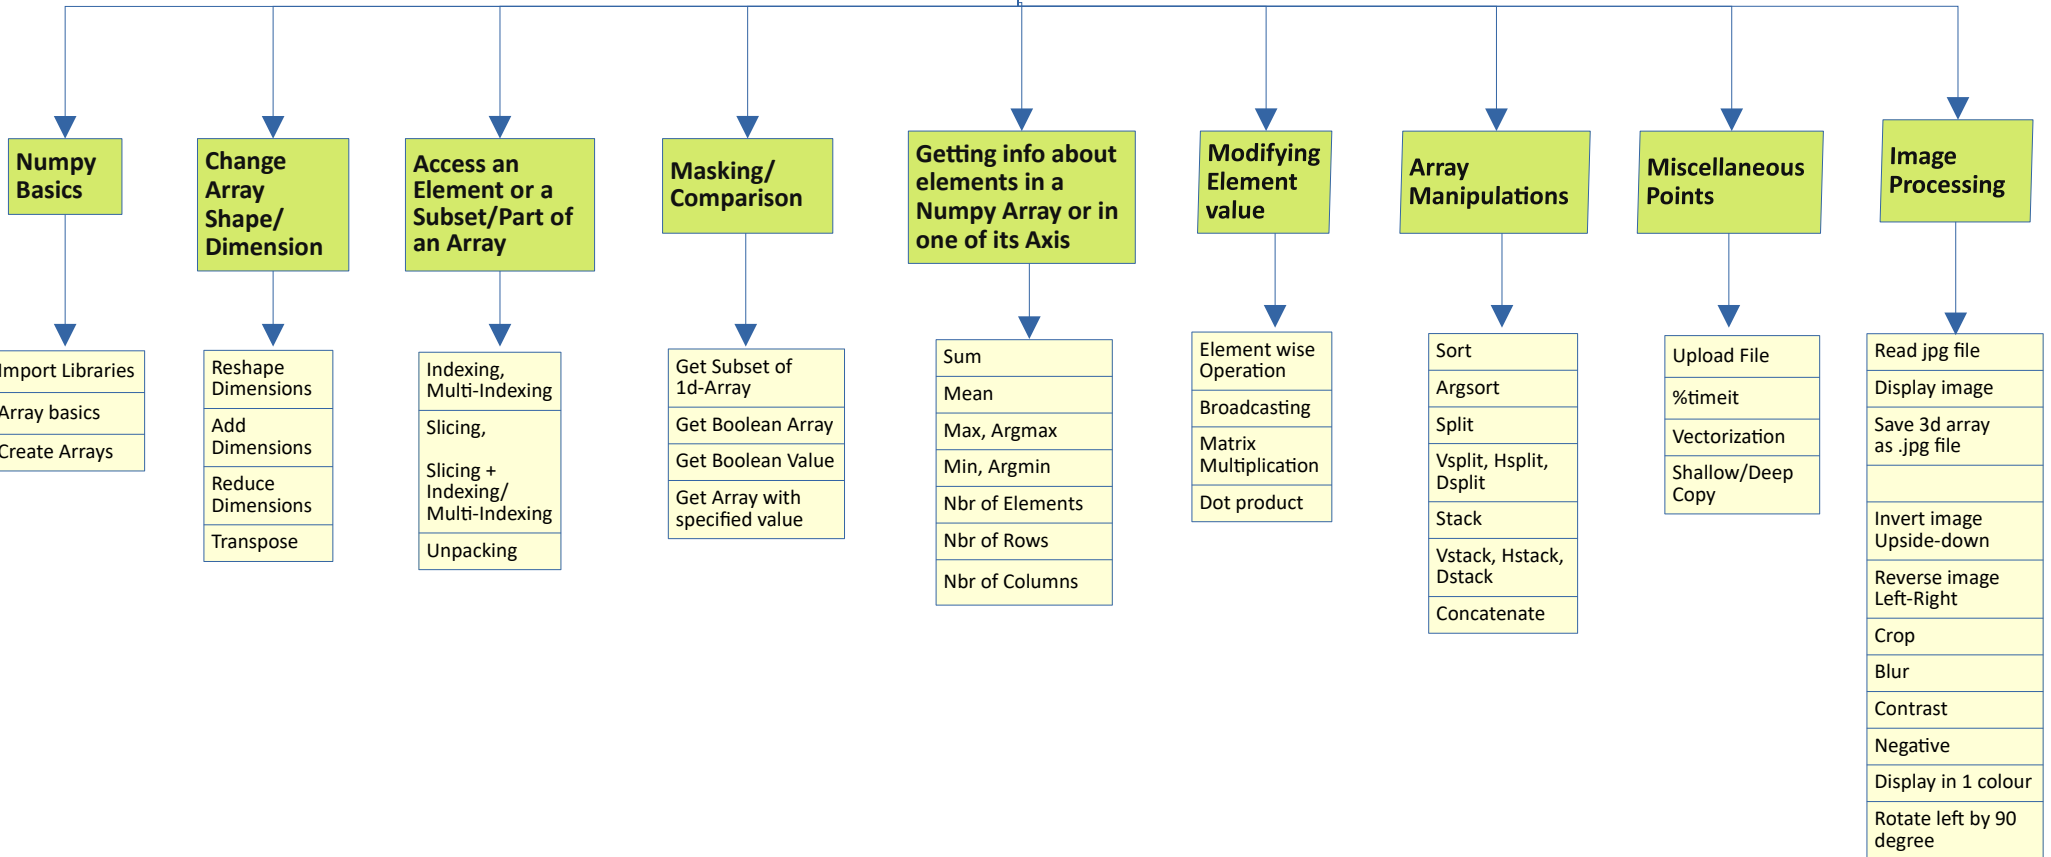 Numpy
Basics
Import Libraries
Array basics
Create Arrays
Change
Array
Shape/
Dimension
Reshape
Dimensions
Add
Dimensions
Reduce
Dimensions
Transpose
Access an
Element or a
Subset/Part of
an Array
Indexing,
Multi-Indexing
Slicing,
Slicing +
Indexing/
Multi-Indexing
Unpacking
Masking/
Comparison
Get Subset of
1d-Array
Get Boolean Array
Get Boolean Value
Get Array with
specified value
Getting info about
elements in a
Numpy Array or in
one of its Axis
Sum
Mean
Max, Argmax
Min, Argmin
Nbr of Elements
Nbr of Rows
Nbr of Columns
Modifying
Element
value
Element wise
Operation
Broadcasting
Matrix
Multiplication
Dot product
Array
Manipulations
Sort
Argsort
Split
Vsplit, Hsplit,
Dsplit
Stack
Vstack, Hstack,
Dstack
Concatenate
Miscellaneous
Points
Upload File
%timeit
Vectorization
Shallow/Deep
Copy
Image
Processing
Read jpg file
Display image
Save 3d array
as .jpg file
Invert image
Upside-down
Reverse image
Left-Right
Crop
Blur
Contrast
Negative
Display in 1 colour
Rotate left by 90
degree